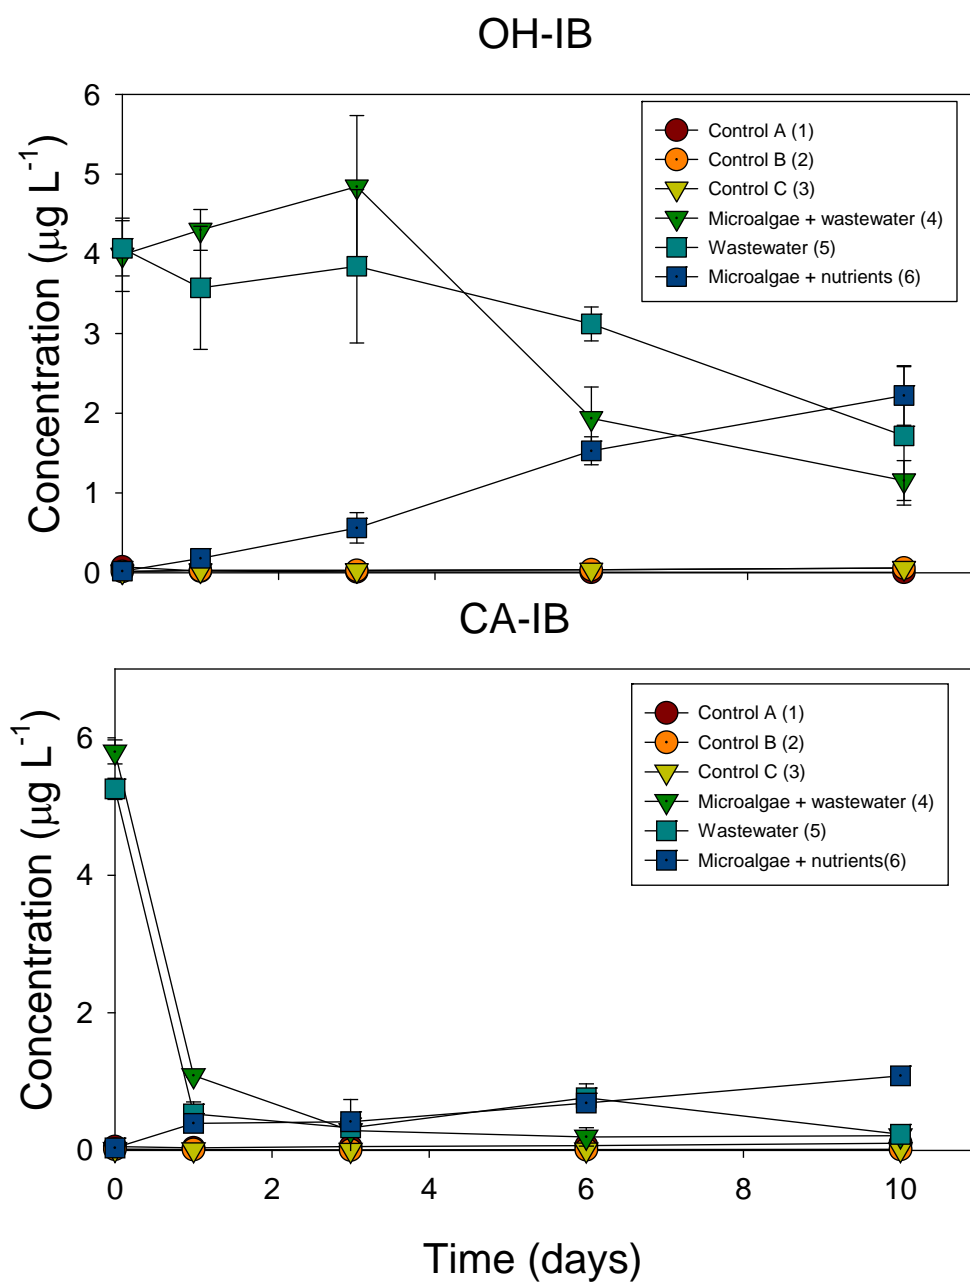 OH-IB
Concentration (μg L⁻¹)
6
5
4
3
2
1
0
Control A (1)
Control B (2)
Control C (3)
Microalgae + wastewater (4)
Wastewater (5)
Microalgae + nutrients (6)
CA-IB
Concentration (μg L⁻¹)
6
4
2
0
Control A (1)
Control B (2)
Control C (3)
Microalgae + wastewater (4)
Wastewater (5)
Microalgae + nutrients(6)
0 2 4 6 8 10
Time (days)